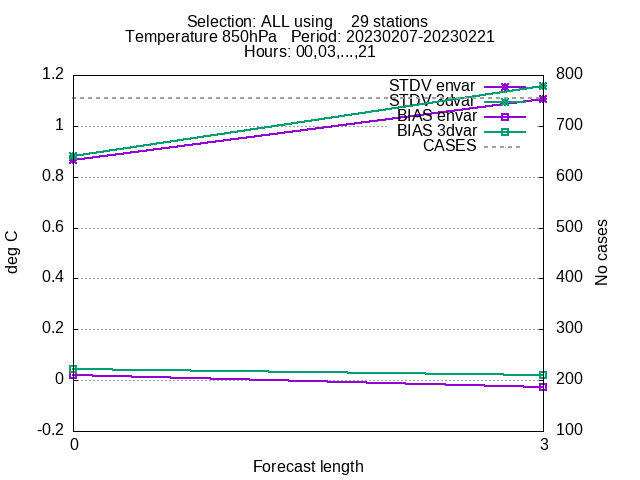 Selection: ALL using    29 stations
Temperature 850hPa   Period: 20230207-20230221
Hours: 00,03,...,21
1.2
1
0.8
0.6
0.4
0.2
0
-0.2
deg C
STDV envar
STDV 3dvar
BIAS envar
BIAS 3dvar
CASES
800
700
600
500
400
300
200
100
No cases
0
3
Forecast length